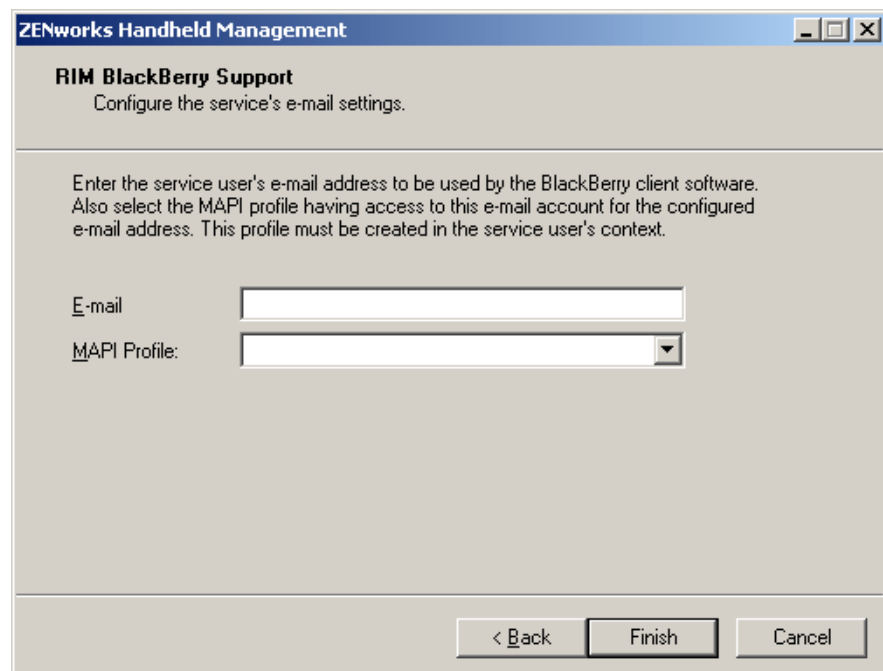 ZENworks Handheld Management
RIM BlackBerry Support
Configure the service's e-mail settings.
Enter the service user's e-mail address to be used by the BlackBerry client software.
Also select the MAPI profile having access to this e-mail account for the configured
e-mail address. This profile must be created in the service user's context.
E-mail
MAPI Profile:
< Back
Finish
Cancel